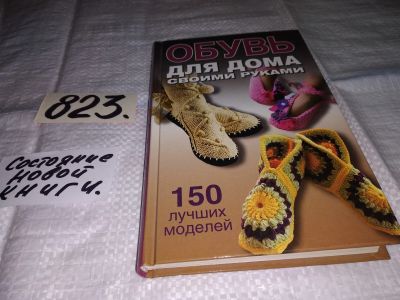 823.
Состояние
новой
книги.
ОБУВЬ
ДЛЯ ДОМА
СВОИМИ РУКАМИ
150
лучших
моделей